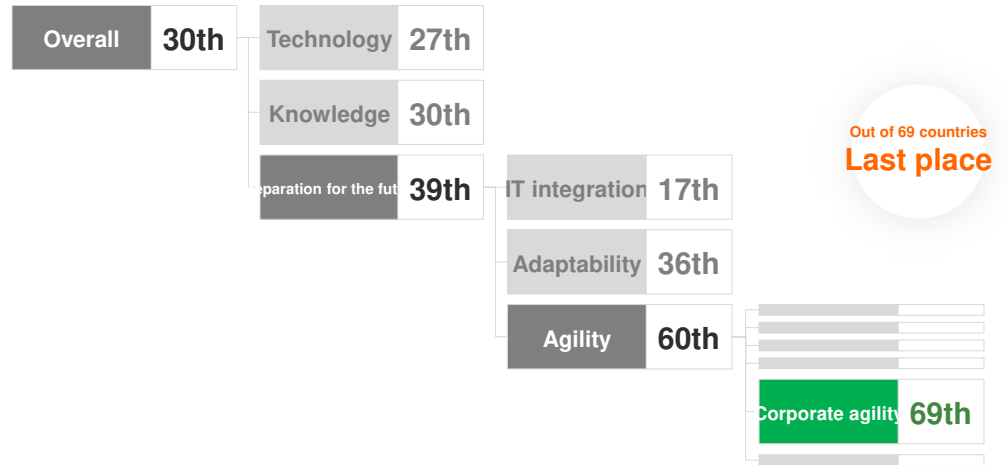 Overall 30th
Technology 27th
Knowledge 30th
Out of 69 countries
Last place
eparation for the fut 39th
IT integration 17th
Adaptability 36th
Agility 60th
Corporate agility 69th